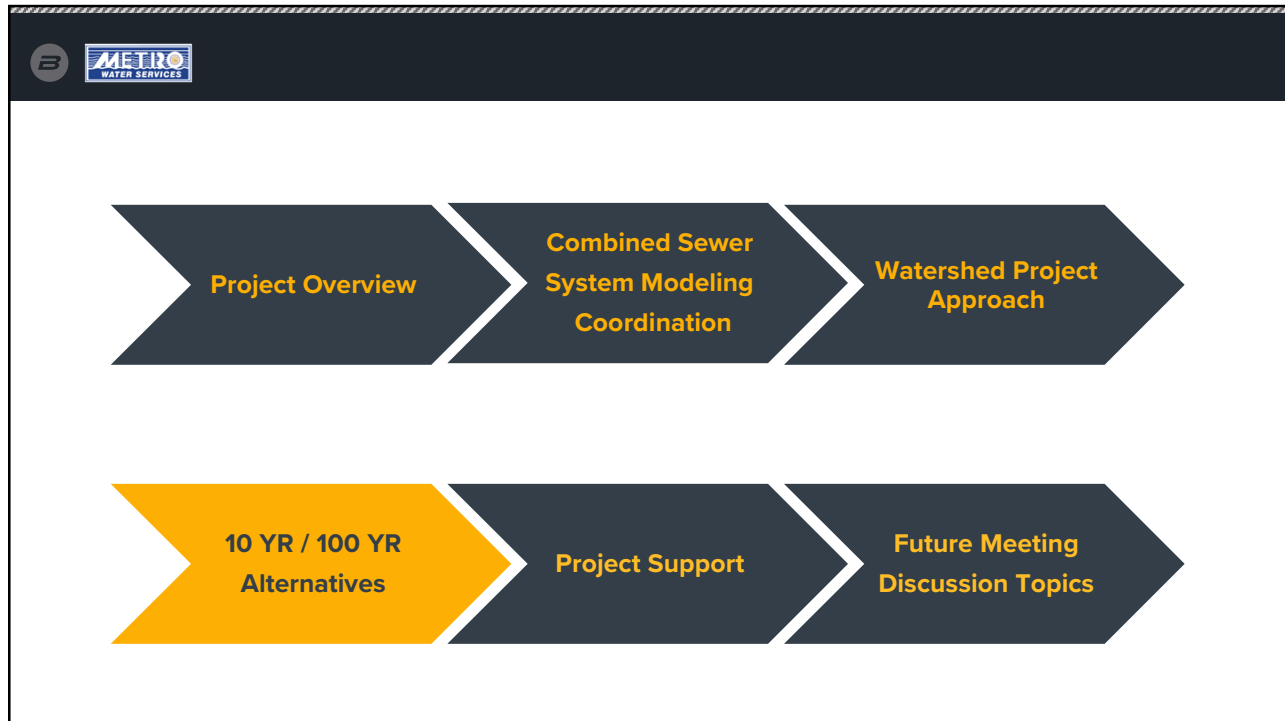 B
METRO
WATER SERVICES
Project Overview
Combined Sewer
System Modeling
Coordination
Watershed Project
Approach
10 YR / 100 YR
Alternatives
Project Support
Future Meeting
Discussion Topics